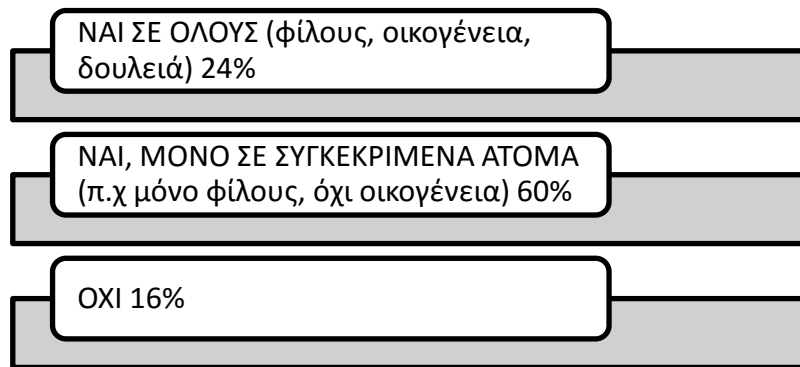 ΝΑΙ ΣΕ ΟΛΟΥΣ (φίλους, οικογένεια,
δουλειά) 24%
ΝΑΙ, ΜΟΝΟ ΣΕ ΣΥΓΚΕΚΡΙΜΕΝΑ ΑΤΟΜΑ
(π.χ μόνο φίλους, όχι οικογένεια) 60%
ΟΧΙ 16%